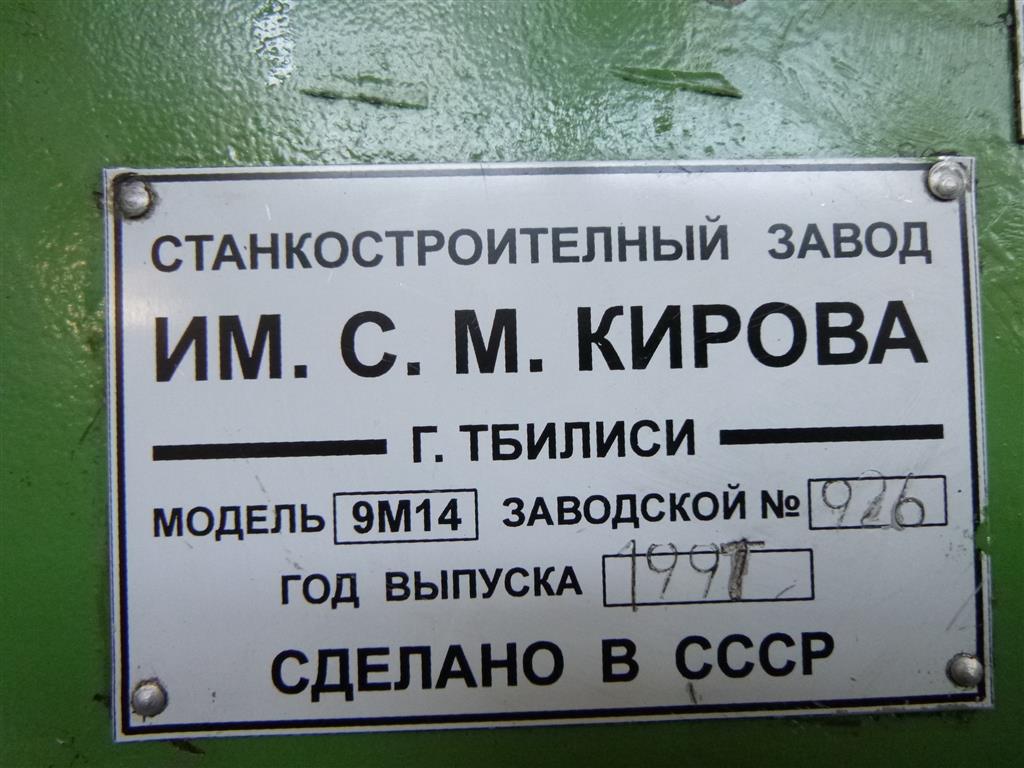 СТАНКОСТРОИТЕЛНЫЙ ЗАВОД
ИМ. С. М. КИРОВА
Г. ТБИЛИСИ
МОДЕЛЬ 9М14 ЗАВОДСКОЙ № 926
ГОД ВЫПУСКА
СДЕЛАНО В СССР